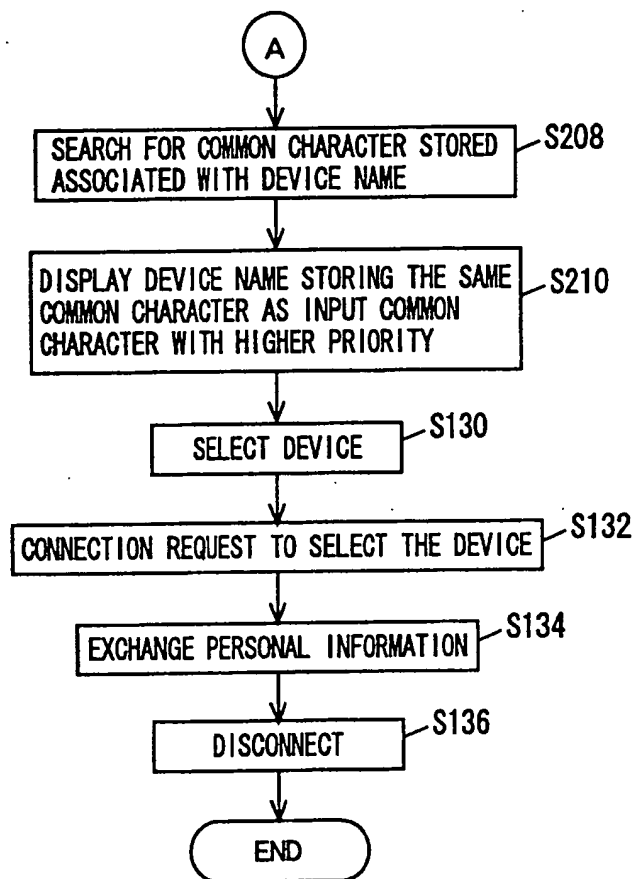 A
SEARCH FOR COMMON CHARACTER STORED
ASSOCIATED WITH DEVICE NAME
S208
DISPLAY DEVICE NAME STORING THE SAME
COMMON CHARACTER AS INPUT COMMON
CHARACTER WITH HIGHER PRIORITY
S210
SELECT DEVICE
S130
CONNECTION REQUEST TO SELECT THE DEVICE
S132
EXCHANGE PERSONAL INFORMATION
S134
DISCONNECT
S136
END